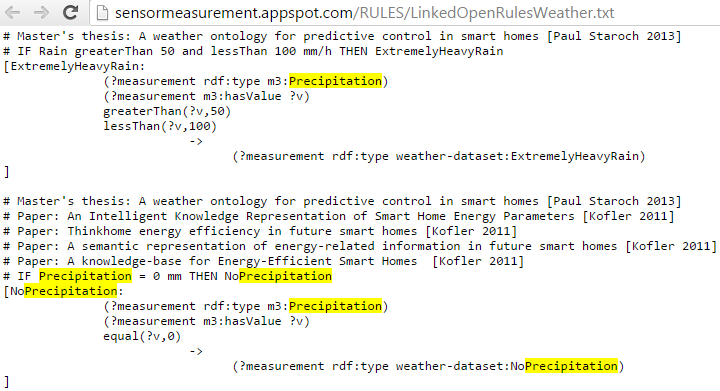 sensormeasurement.appspot.com/RULES/LinkedOpenRulesWeather.txt
# Master's thesis: A weather ontology for predictive control in smart homes [Paul Staroch 2013]
# IF Rain greaterThan 50 and lessThan 100 mm/h THEN ExtremelyHeavyRain
[ExtremelyHeavyRain:
(?measurement rdf:type m3:Precipitation)
(?measurement m3:hasValue ?v)
greaterThan(?v,50)
lessThan(?v,100)
->
(?measurement rdf:type weather-dataset:ExtremelyHeavyRain)
]
# Master's thesis: A weather ontology for predictive control in smart homes [Paul Staroch 2013]
# Paper: An Intelligent Knowledge Representation of Smart Home Energy Parameters [Kofler 2011]
# Paper: Thinkhome energy efficiency in future smart homes [Kofler 2011]
# Paper: A semantic representation of energy-related information in future smart homes [Kofler 2011]
# Paper: A knowledge-base for Energy-Efficient Smart Homes  [Kofler 2011]
# IF Precipitation = 0 mm THEN NoPrecipitation
[NoPrecipitation:
(?measurement rdf:type m3:Precipitation)
(?measurement m3:hasValue ?v)
equal(?v,0)
->
(?measurement rdf:type weather-dataset:NoPrecipitation)
]